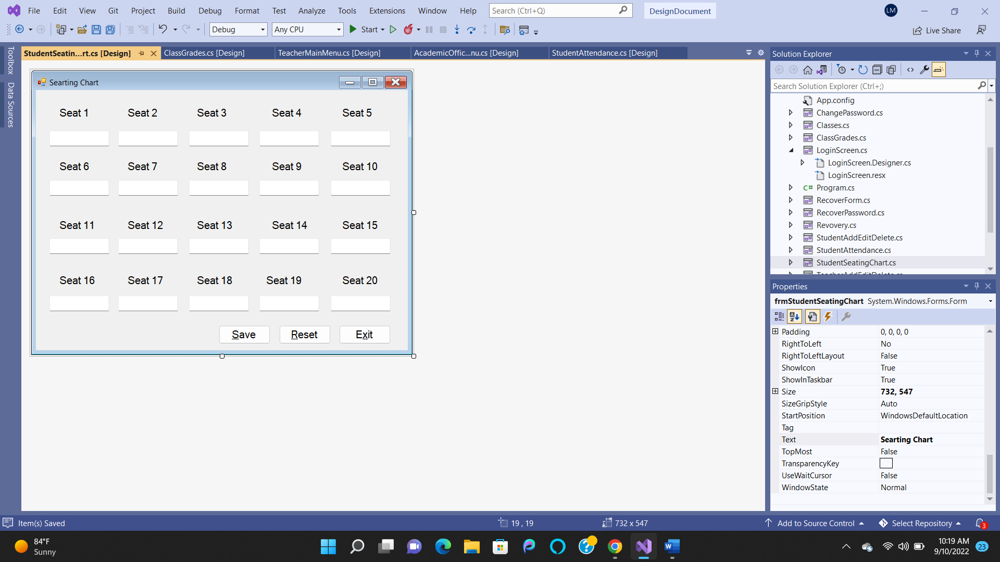 File Edit View Git Project Build Debug Format Test Analyze Tools Extensions Window Help Search (Ctrl+Q) DesignDocument LM
Debug Any CPU Start Live Share
StudentSeatin...rt.cs [Design] ClassGrades.cs [Design] TeacherMainMenu.cs [Design] AcademicOffic...nu.cs [Design] StudentAttendance.cs [Design]
Toolbox
Data Sources
Searting Chart
Seat 1 Seat 2 Seat 3 Seat 4 Seat 5
Seat 6 Seat 7 Seat 8 Seat 9 Seat 10
Seat 11 Seat 12 Seat 13 Seat 14 Seat 15
Seat 16 Seat 17 Seat 18 Seat 19 Seat 20
Save Reset Exit
Solution Explorer
Search Solution Explorer (Ctrl+;)
App.config
ChangePassword.cs
Classes.cs
ClassGrades.cs
LoginScreen.cs
LoginScreen.Designer.cs
LoginScreen.resx
C# Program.cs
RecoverForm.cs
RecoverPassword.cs
Revovery.cs
StudentAddEditDelete.cs
StudentAttendance.cs
StudentSeatingChart.cs
TeacherAddEditDelete.cs
Properties
frmStudentSeatingChart System.Windows.Forms.Form
Padding 0, 0, 0, 0
RightToLeft No
RightToLeftLayout False
ShowIcon True
ShowInTaskbar True
Size 732, 547
SizeGripStyle Auto
StartPosition WindowsDefaultLocation
Tag
Text Searting Chart
TopMost False
TransparencyKey
UseWaitCursor False
WindowState Normal
Item(s) Saved 19 , 19 732 x 547 Add to Source Control Select Repository 3
84°F
Sunny
10:19 AM
9/10/2022
23